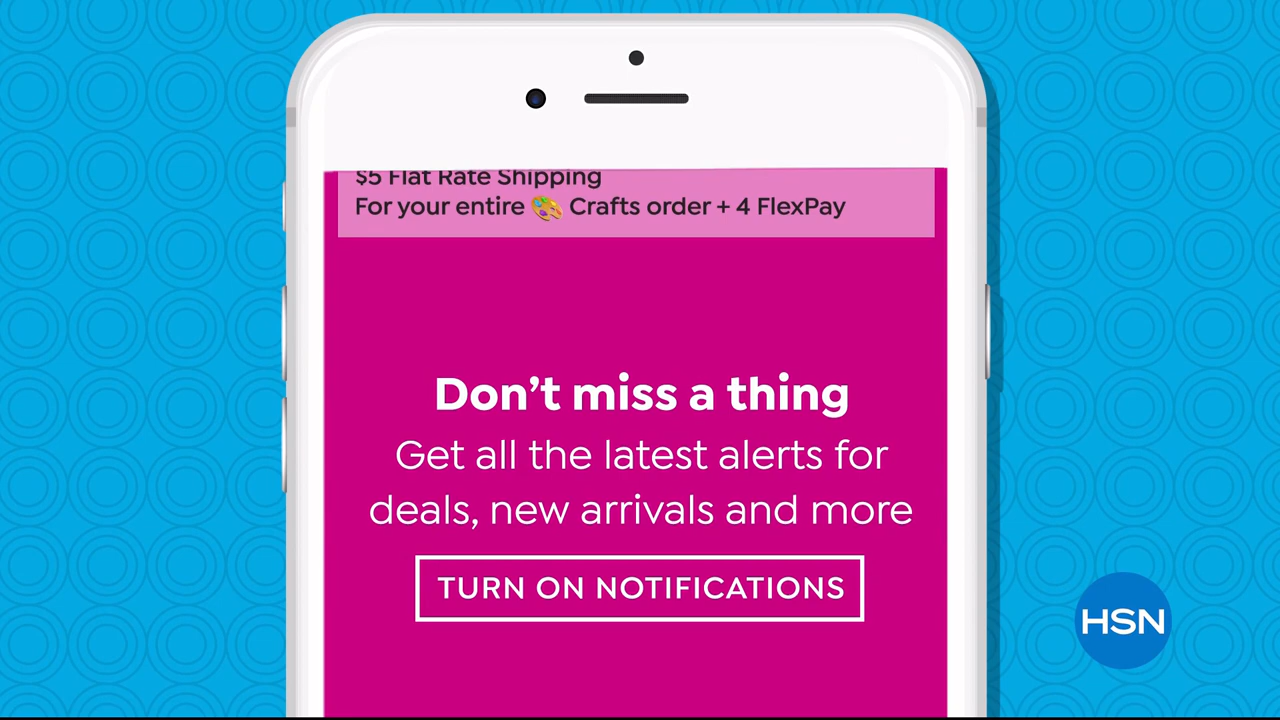 $5 Flat Rate Shipping
For your entire 🎨 Crafts order + 4 FlexPay
Don't miss a thing
Get all the latest alerts for
deals, new arrivals and more
TURN ON NOTIFICATIONS
HSN